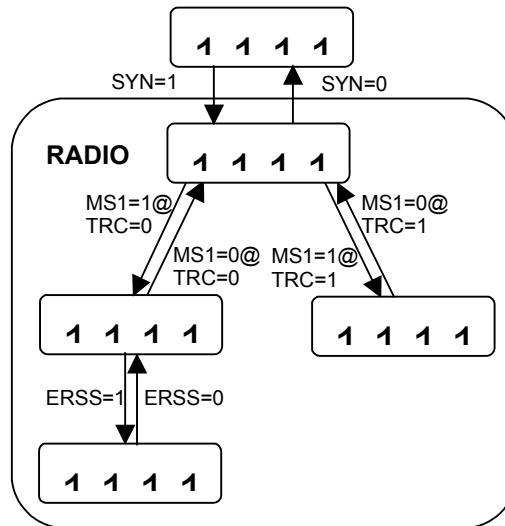 1 1 1 1
SYN=1
SYN=0
RADIO
1 1 1 1
MS1=1@
TRC=0
MS1=0@
TRC=0
MS1=1@
TRC=1
MS1=0@
TRC=1
1 1 1 1
1 1 1 1
ERSS=1
ERSS=0
1 1 1 1